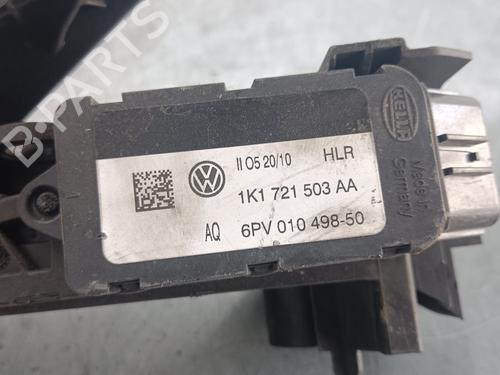 II 05 20/10 HLR
1K1 721 503 AA
AQ 6PV 010 498-50
HELLA
Made in
Germany
B-PARTS